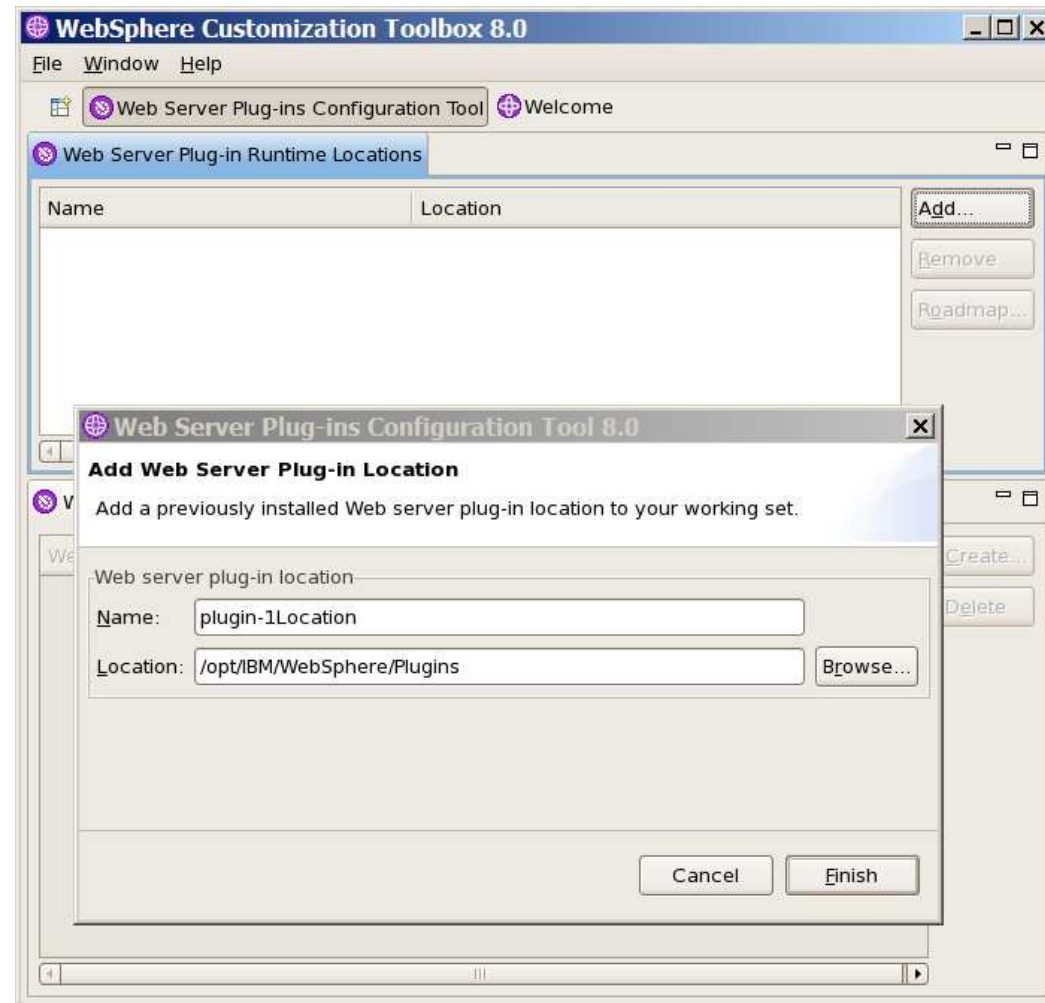 WebSphere Customization Toolbox 8.0
File Window Help
Web Server Plug-ins Configuration Tool Welcome
Web Server Plug-in Runtime Locations
Name Location
Add...
Remove
Roadmap...
Web Server Plug-ins Configuration Tool 8.0
Add Web Server Plug-in Location
Add a previously installed Web server plug-in location to your working set.
Create...
Delete
Web server plug-in location
Name: plugin-1Location
Location: /opt/IBM/WebSphere/Plugins Browse...
Cancel Finish